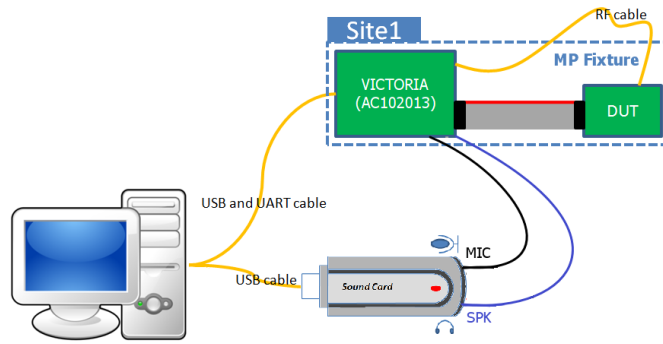 Site1
RF cable
MP Fixture
VICTORIA
(AC102013)
DUT
USB and UART cable
MIC
USB cable
Sound Card
SPK